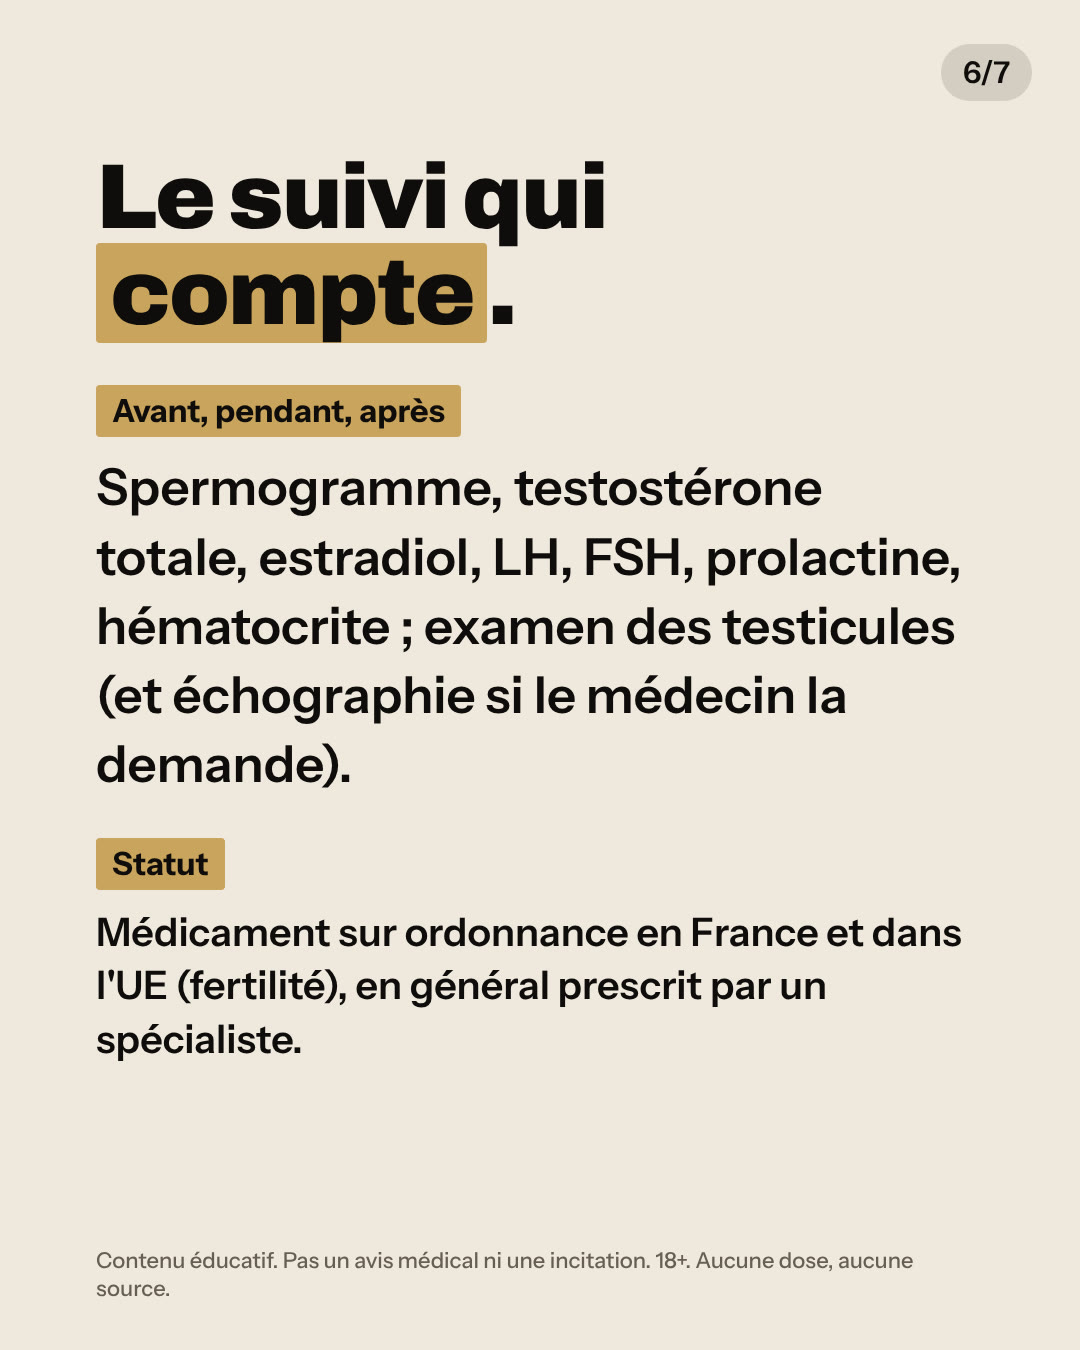 6/7
Le suivi qui
compte.
Avant, pendant, après
Spermogramme, testostérone
totale, estradiol, LH, FSH, prolactine,
hématocrite ; examen des testicules
(et échographie si le médecin la
demande).
Statut
Médicament sur ordonnance en France et dans
l'UE (fertilité), en général prescrit par un
spécialiste.
Contenu éducatif. Pas un avis médical ni une incitation. 18+. Aucune dose, aucune
source.